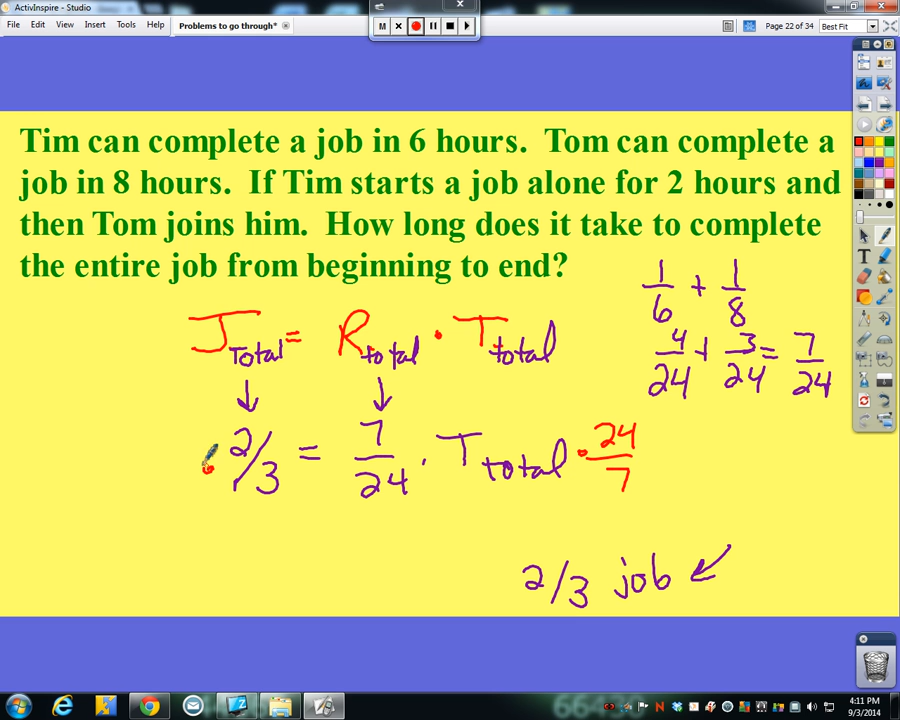 ActivInspire - Studio
File Edit View Insert Tools Help
Problems to go through*
M
Page 22 of 34
Best Fit
Tim can complete a job in 6 hours. Tom can complete a
job in 8 hours. If Tim starts a job alone for 2 hours and
then Tom joins him. How long does it take to complete
the entire job from beginning to end?
1/6 + 1/8
4/24 + 3/24 = 7/24
J Total = R total · T total
2/3 = 7/24 · T total · 24/7
2/3 job
T
4:11 PM
9/3/2014